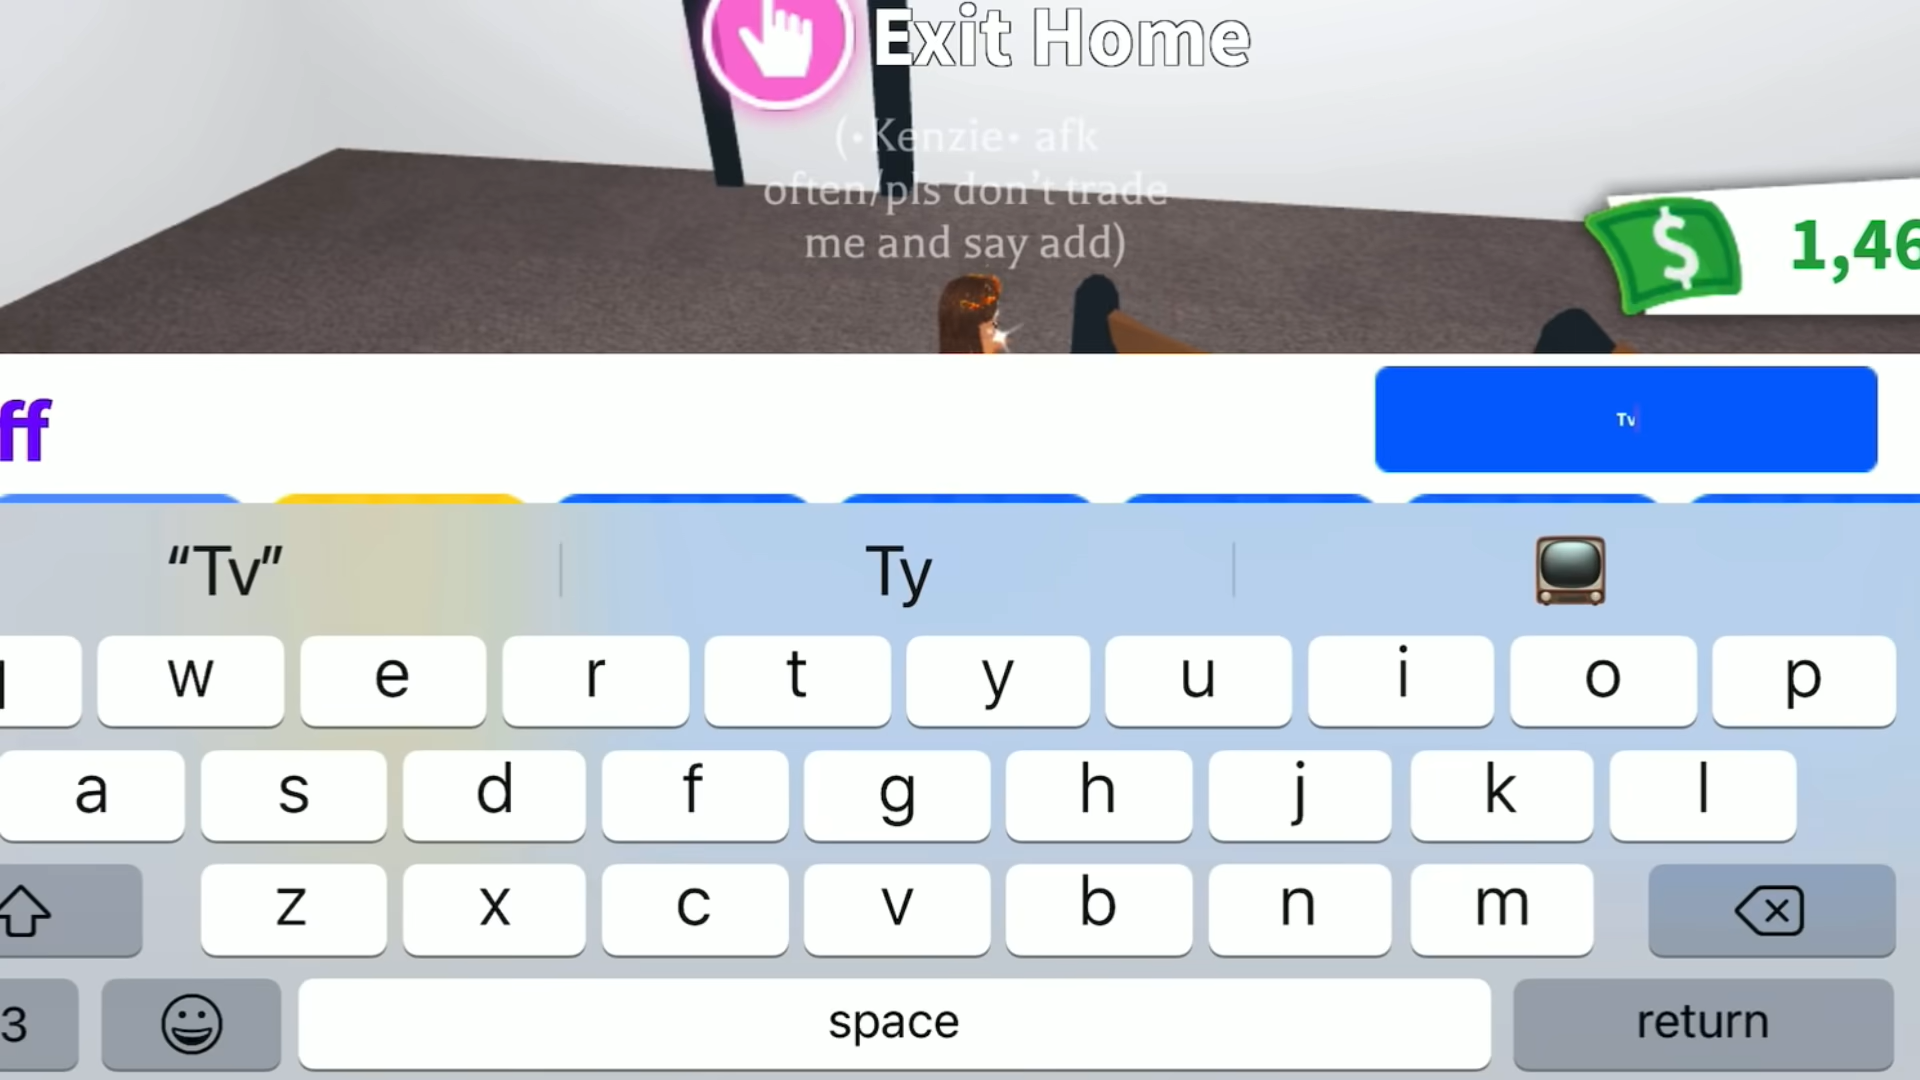 Exit Home
(•Kenzie• afk
often/pls don't trade
me and say add)
1,46
ff
Tv
“Tv” Ty
w e r t y u i o p
a s d f g h j k l
z x c v b n m
3 space return